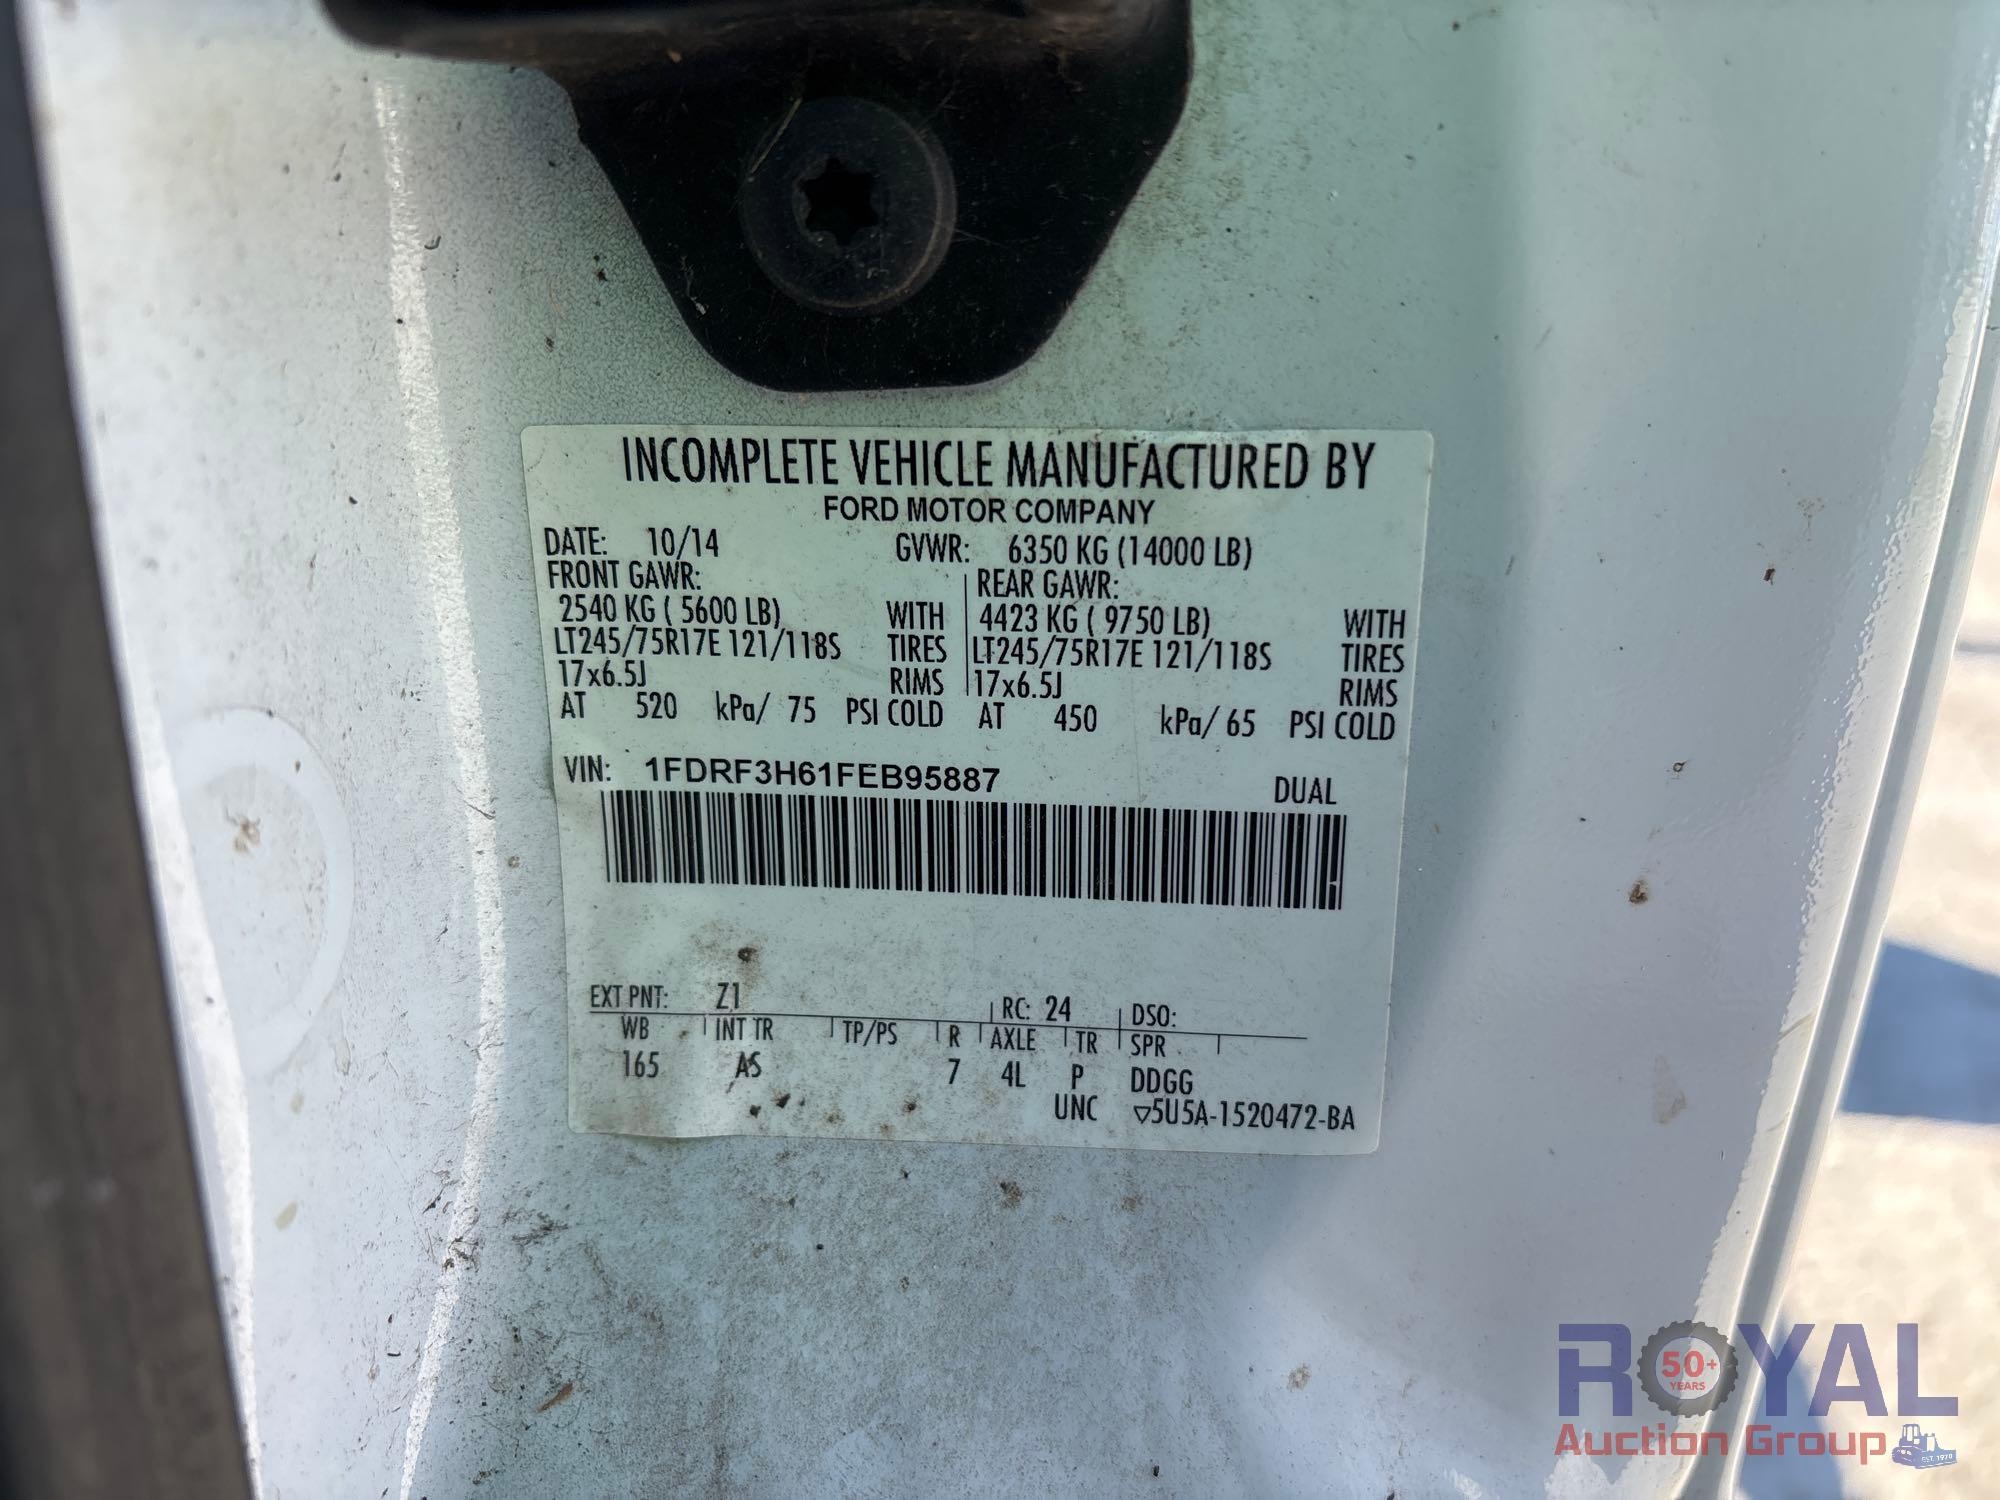 INCOMPLETE VEHICLE MANUFACTURED BY
FORD MOTOR COMPANY
DATE: 10/14 GVWR: 6350 KG (14000 LB)
FRONT GAWR: REAR GAWR:
2540 KG ( 5600 LB) WITH 4423 KG ( 9750 LB) WITH
LT245/75R17E 121/118S TIRES LT245/75R17E 121/118S TIRES
17x6.5J RIMS 17x6.5J RIMS
AT 520 kPa/ 75 PSI COLD AT 450 kPa/ 65 PSI COLD
VIN: 1FDRF3H61FEB95887 DUAL
EXT PNT: Z1 RC: 24 DSO:
WB INT TR TP/PS R AXLE TR SPR
165 AS 7 4L P DDGG
UNC ▽5U5A-1520472-BA
ROYAL
50+
YEARS
Auction Group
EST. 1970